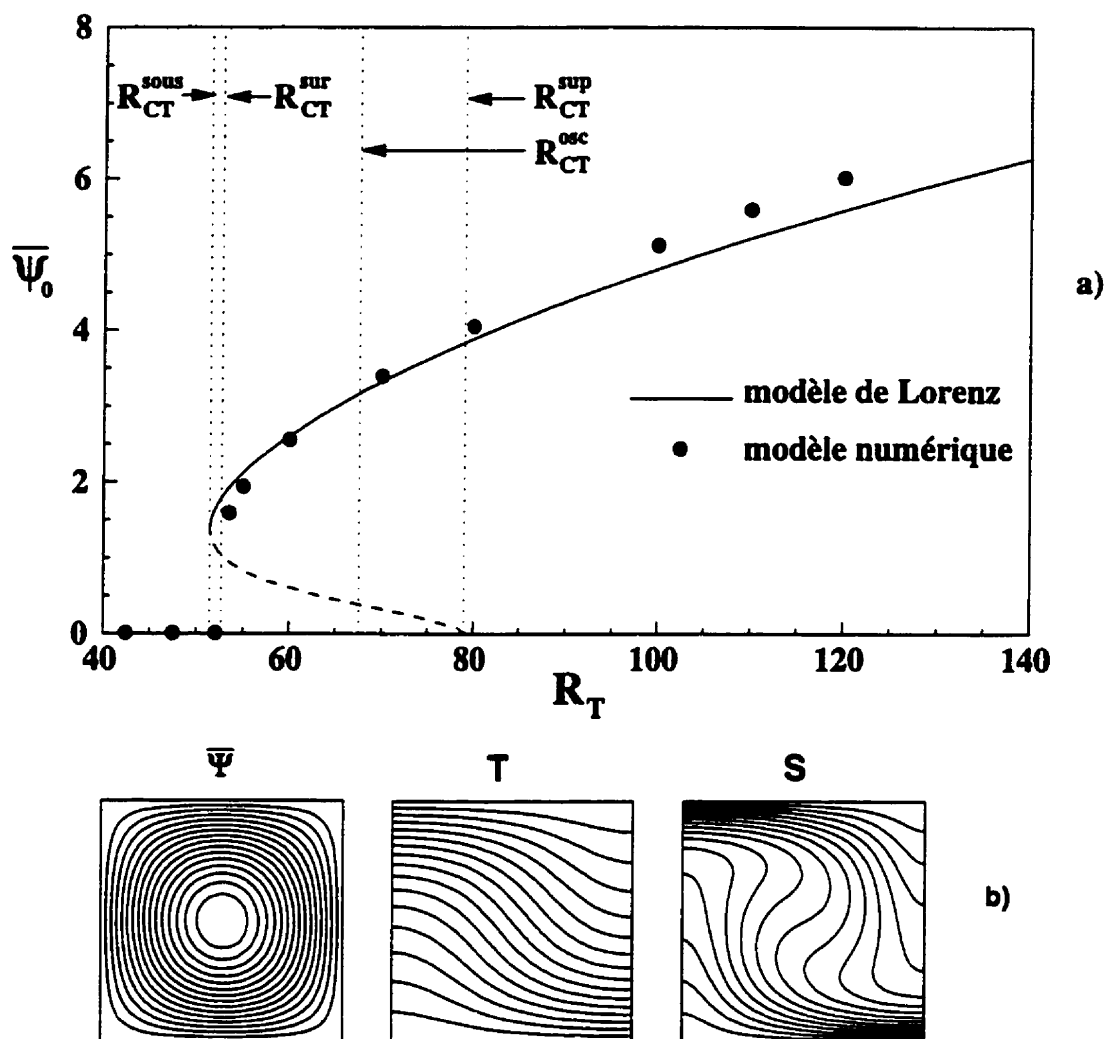 8
R_CT^sous R_CT^sur R_CT^sup
R_CT^osc
6
Ψ̅₀
a)
4
modèle de Lorenz
modèle numérique
2
0
40 60 80 100 120 140
R_T
Ψ̅ T S
b)